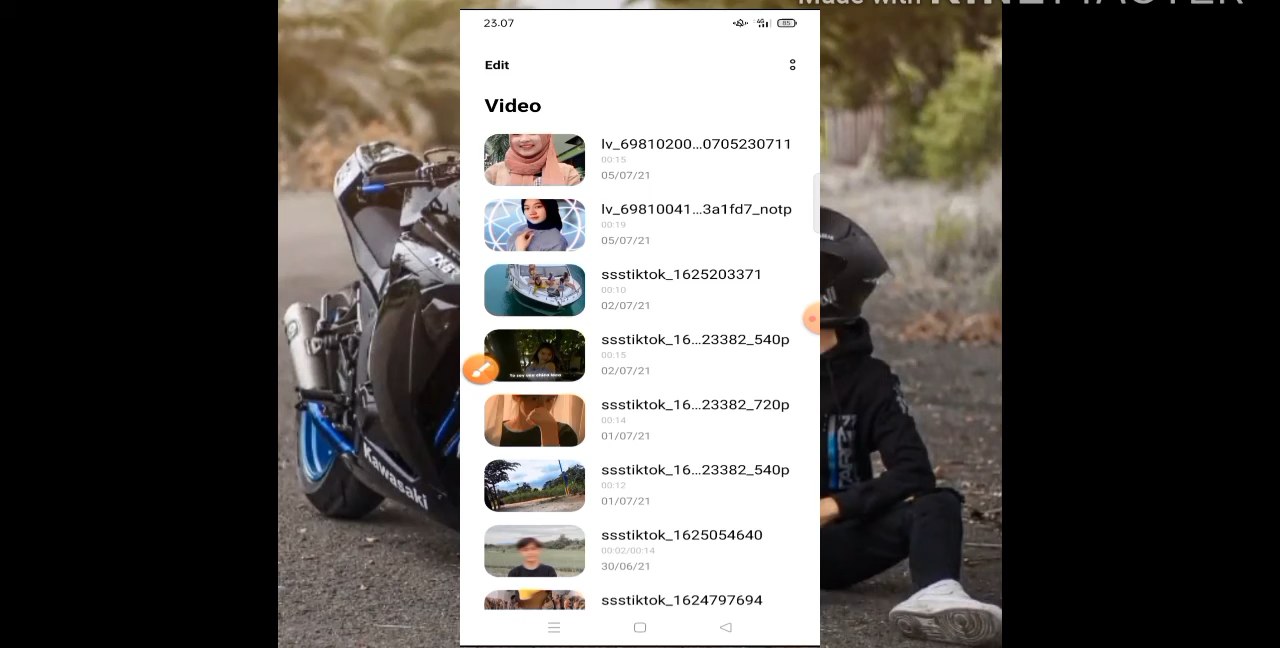 Made with KINEMASTER
23.07
4G
85
Edit
Video
lv_69810200...0705230711
00:15
05/07/21
lv_69810041...3a1fd7_notp
00:19
05/07/21
ssstiktok_1625203371
00:10
02/07/21
ssstiktok_16...23382_540p
00:15
02/07/21
ssstiktok_16...23382_720p
00:14
01/07/21
ssstiktok_16...23382_540p
00:12
01/07/21
ssstiktok_1625054640
00:02/00:14
30/06/21
ssstiktok_1624797694
Kawasaki